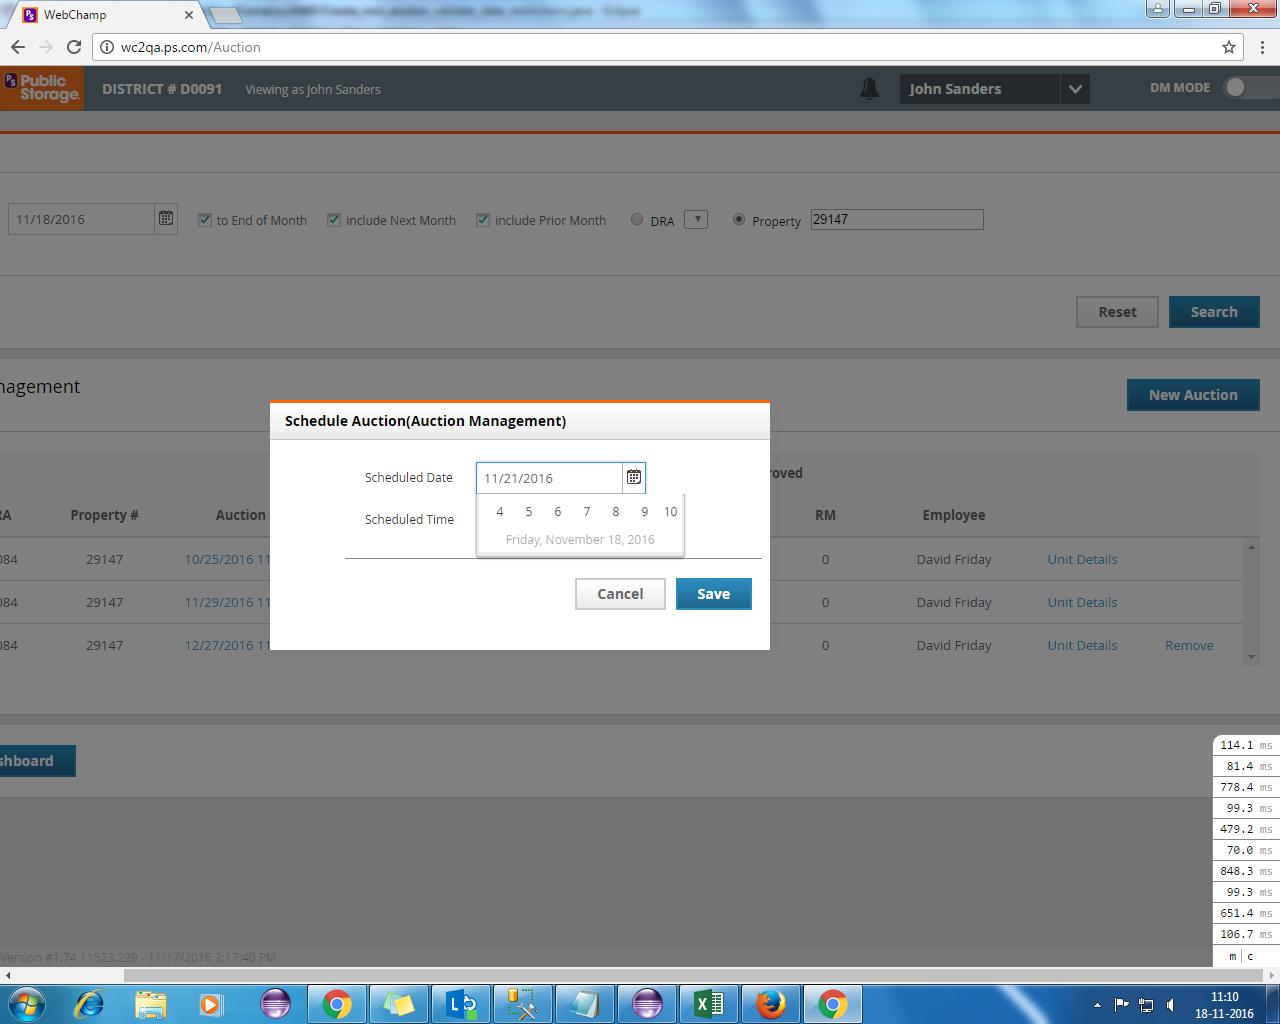 WebChamp
wc2qa.ps.com/Auction
Public Storage.
DISTRICT # D0091
Viewing as John Sanders
John Sanders
DM MODE
11/18/2016
to End of Month
include Next Month
include Prior Month
DRA
Property
29147
Reset
Search
nagement
New Auction
Schedule Auction(Auction Management)
Scheduled Date
11/21/2016
4 5 6 7 8 9 10
Scheduled Time
Friday, November 18, 2016
Cancel
Save
oved
RA
Property #
Auction
RM
Employee
084
29147
10/25/2016 11
0
David Friday
Unit Details
084
29147
11/29/2016 11
0
David Friday
Unit Details
084
29147
12/27/2016 11
0
David Friday
Unit Details
Remove
shboard
114.1 ms
81.4 ms
778.4 ms
99.3 ms
479.2 ms
70.0 ms
848.3 ms
99.3 ms
651.4 ms
106.7 ms
m | c
Version #1.74.11523.229 - 11/17/2016 2:17:40 PM
11:10
18-11-2016